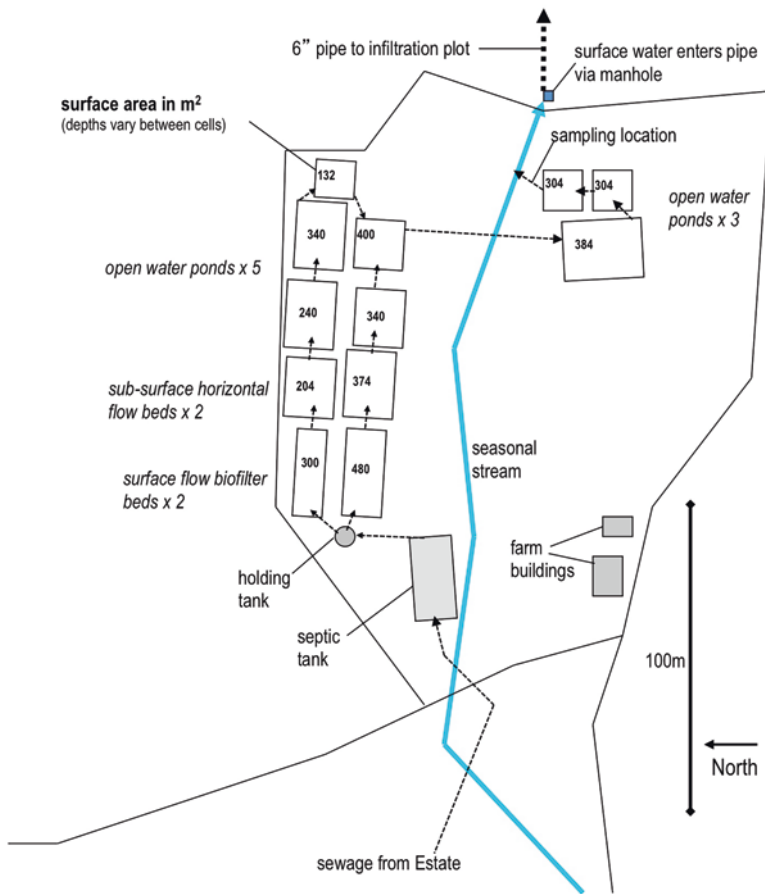 6” pipe to infiltration plot
surface water enters pipe
via manhole
surface area in m²
(depths vary between cells)
sampling location
132
304
304
open water
ponds x 3
340
400
384
open water ponds x 5
240
340
sub-surface horizontal
flow beds x 2
204
374
surface flow biofilter
beds x 2
300
480
seasonal
stream
farm
buildings
holding
tank
septic
tank
100m
North
sewage from Estate